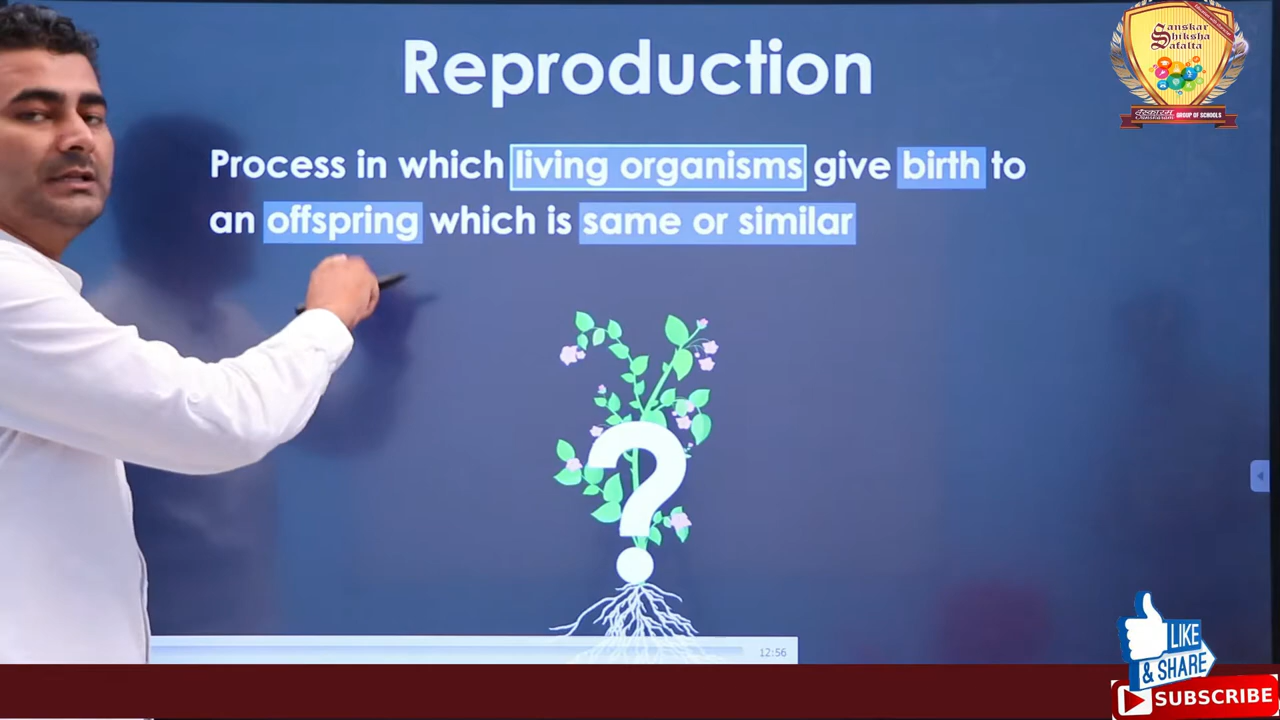 Reproduction
Sanskar
Shiksha
Safalta
GROUP OF SCHOOLS
Process in which living organisms give birth to
an offspring which is same or similar
?
12:56
LIKE
& SHARE
SUBSCRIBE